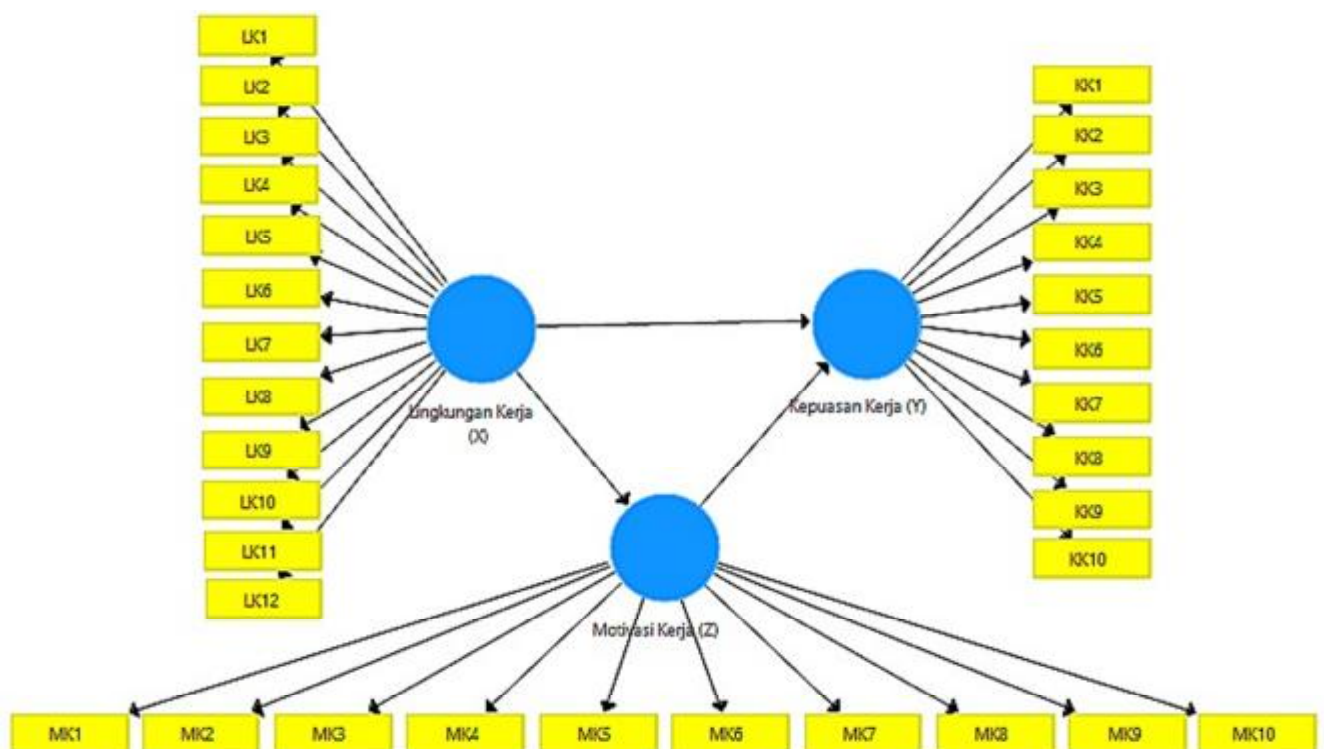 LK1
LK2
LK3
LK4
LK5
LK6
LK7
LK8
LK9
LK10
LK11
LK12
Lingkungan Kerja
(X)
KK1
KK2
KK3
KK4
KK5
KK6
KK7
KK8
KK9
KK10
Kepuasan Kerja (Y)
Motivasi Kerja (Z)
MK1
MK2
MK3
MK4
MK5
MK6
MK7
MK8
MK9
MK10